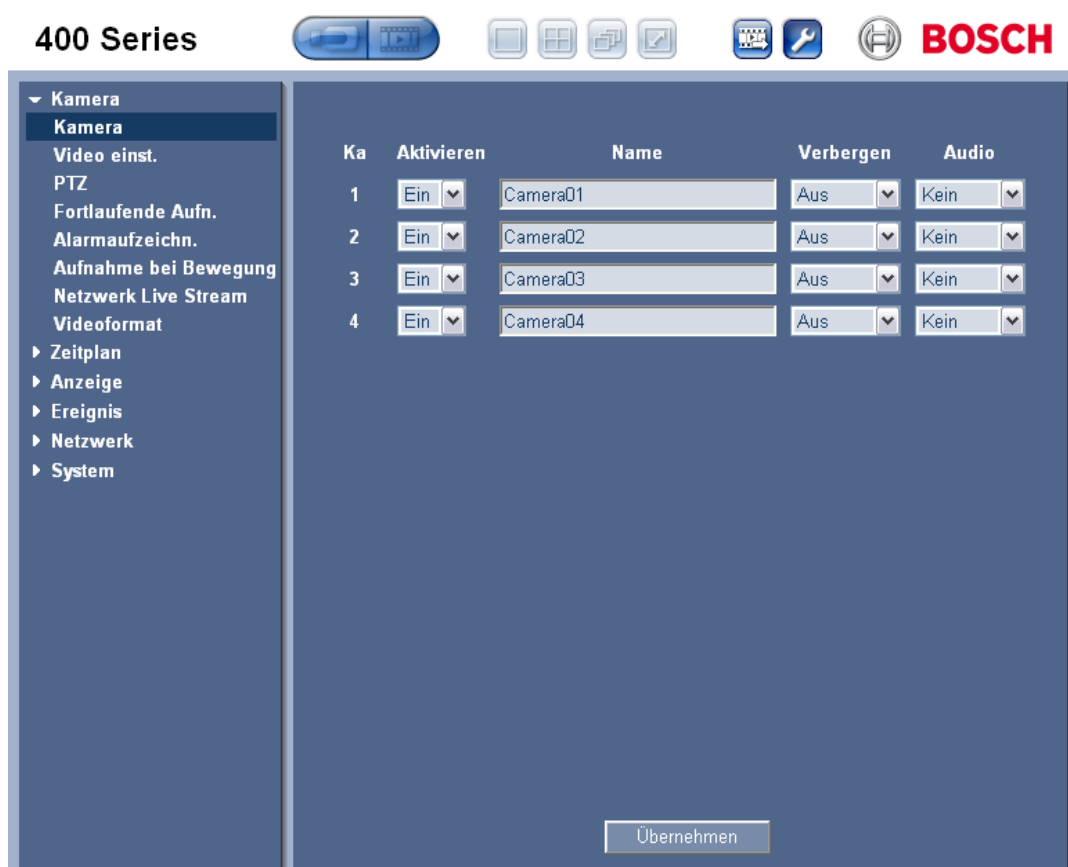 400 Series
BOSCH
Kamera
Kamera
Video einst.
PTZ
Fortlaufende Aufn.
Alarmaufzeichn.
Aufnahme bei Bewegung
Netzwerk Live Stream
Videoformat
Zeitplan
Anzeige
Ereignis
Netzwerk
System
Ka Aktivieren Name Verbergen Audio
1 Ein Camera01 Aus Kein
2 Ein Camera02 Aus Kein
3 Ein Camera03 Aus Kein
4 Ein Camera04 Aus Kein
Übernehmen